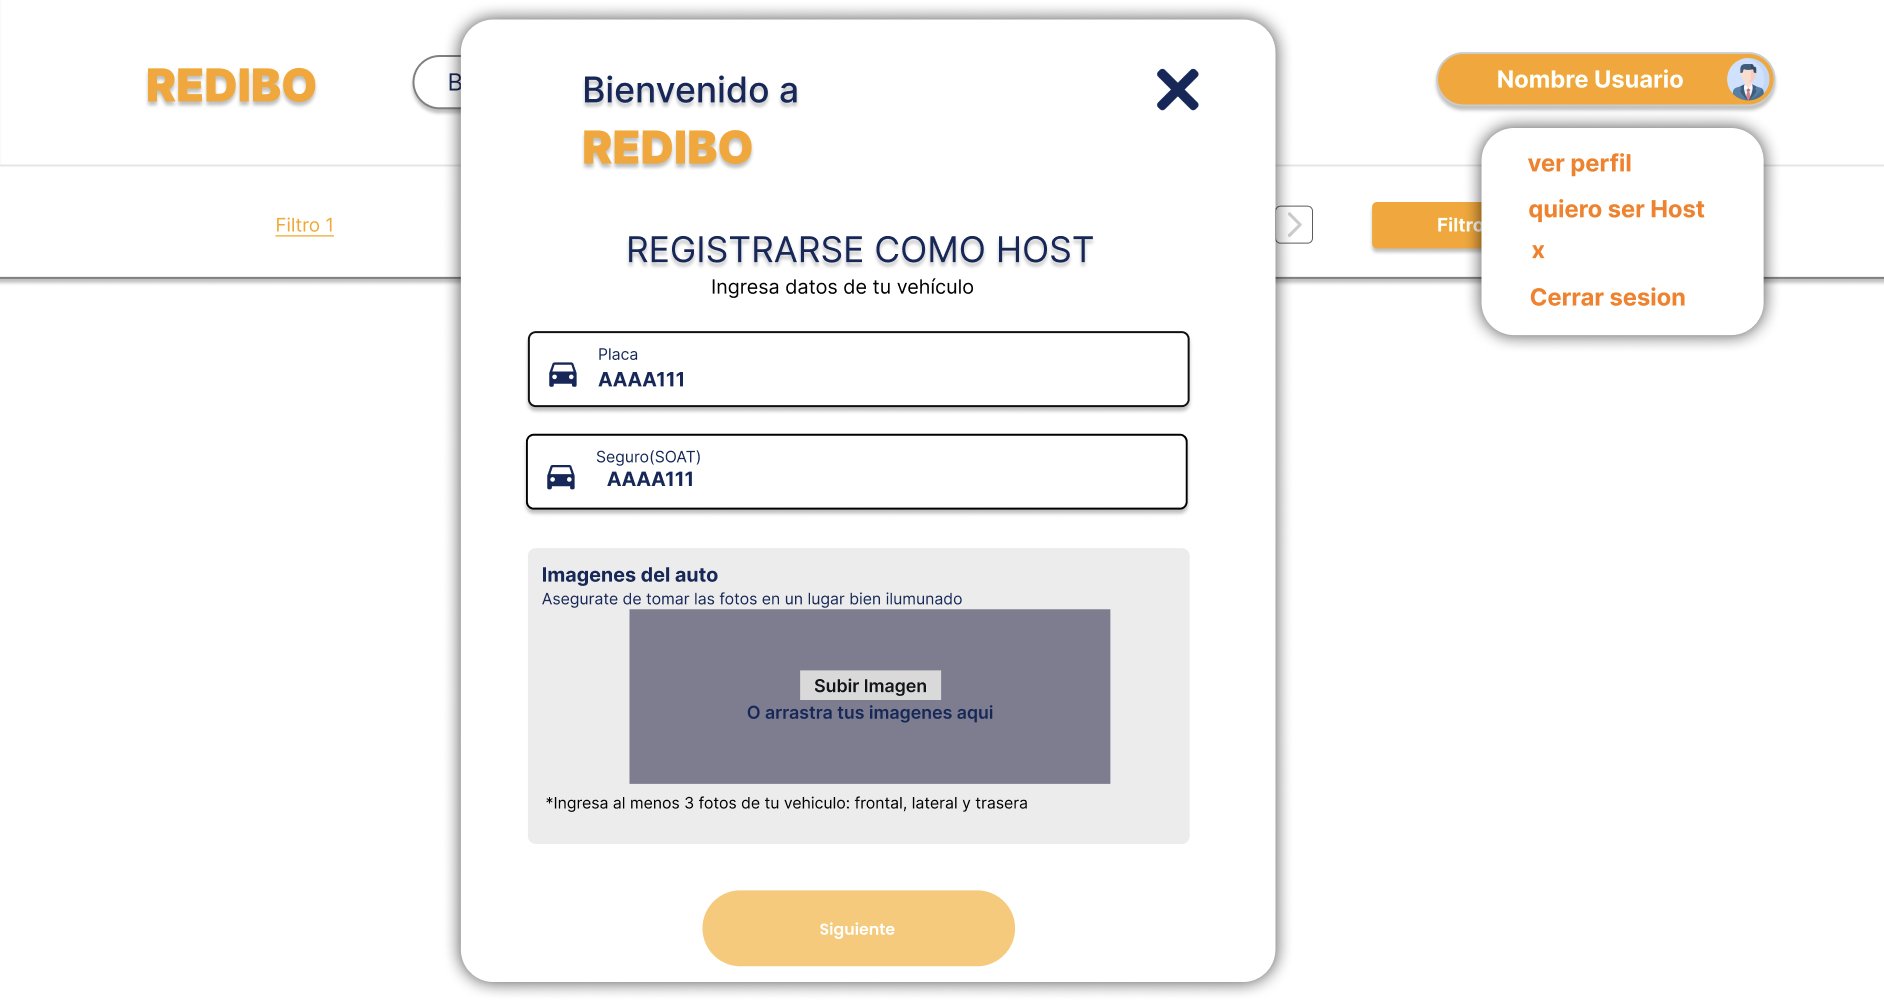 REDIBO
B
Nombre Usuario
Filtro 1
Filtro
ver perfil
quiero ser Host
x
Cerrar sesion
Bienvenido a
REDIBO
REGISTRARSE COMO HOST
Ingresa datos de tu vehículo
Placa
AAAA111
Seguro(SOAT)
AAAA111
Imagenes del auto
Asegurate de tomar las fotos en un lugar bien ilumunado
Subir Imagen
O arrastra tus imagenes aqui
*Ingresa al menos 3 fotos de tu vehiculo: frontal, lateral y trasera
Siguiente